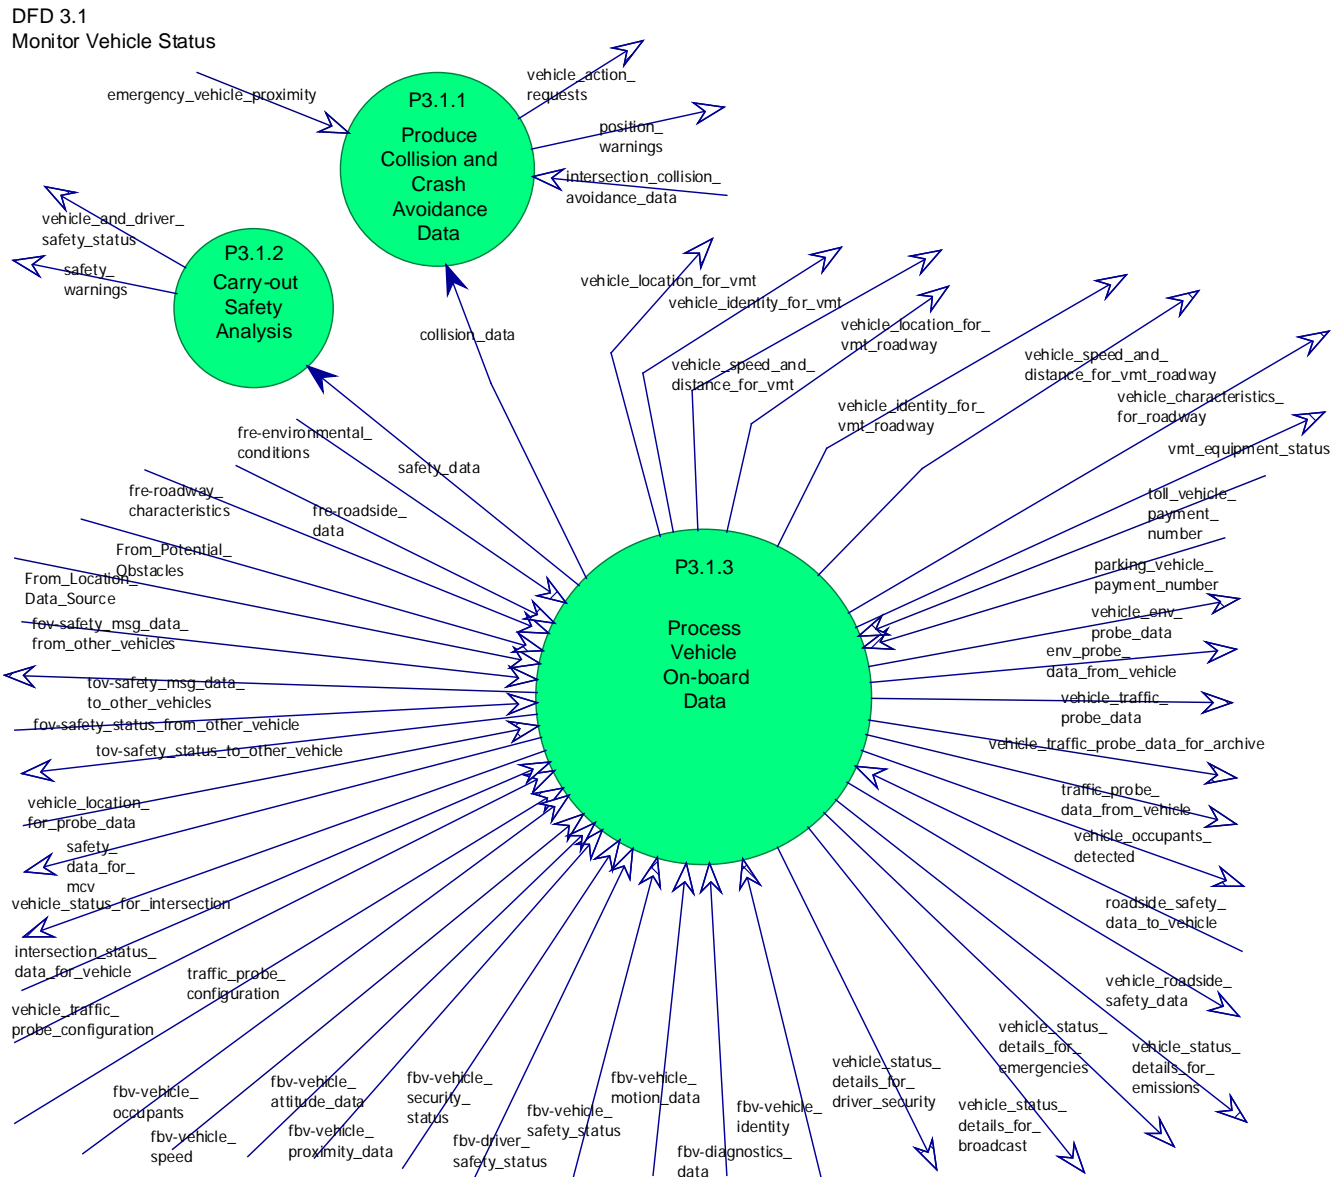 DFD 3.1
Monitor Vehicle Status
emergency_vehicle_proximity
P3.1.1
Produce
Collision and
Crash
Avoidance
Data
vehicle_action_
requests
position_
warnings
intersection_collision_
avoidance_data
vehicle_and_driver_
safety_status
safety_
warnings
P3.1.2
Carry-out
Safety
Analysis
collision_data
safety_data
vehicle_location_for_vmt
vehicle_identity_for_vmt
vehicle_speed_and_
distance_for_vmt
vehicle_location_for_
vmt_roadway
vehicle_identity_for_
vmt_roadway
vehicle_speed_and_
distance_for_vmt_roadway
vehicle_characteristics_
for_roadway
vmt_equipment_status
toll_vehicle_
payment_
number
parking_vehicle_
payment_number
vehicle_env_
probe_data
env_probe_
data_from_vehicle
vehicle_traffic_
probe_data
vehicle_traffic_probe_data_for_archive
traffic_probe_
data_from_vehicle
vehicle_occupants_
detected
roadside_safety_
data_to_vehicle
vehicle_roadside_
safety_data
P3.1.3
Process
Vehicle
On-board
Data
fre-environmental_
conditions
fre-roadway_
characteristics
fre-roadside_
data
From_Potential_
Obstacles
From_Location_
Data_Source
fov-safety_msg_data_
from_other_vehicles
tov-safety_msg_data_
to_other_vehicles
fov-safety_status_from_other_vehicle
tov-safety_status_to_other_vehicle
vehicle_location_
for_probe_data
safety_
data_for_
mcv
vehicle_status_for_intersection
intersection_status_
data_for_vehicle
vehicle_traffic_
probe_configuration
traffic_probe_
configuration
fbv-vehicle_
occupants
fbv-vehicle_
speed
fbv-vehicle_
attitude_data
fbv-vehicle_
proximity_data
fbv-vehicle_
security_
status
fbv-driver_
safety_status
fbv-vehicle_
safety_status
fbv-vehicle_
motion_data
fbv-diagnostics_
data
fbv-vehicle_
identity
vehicle_status_
details_for_
driver_security
vehicle_status_
details_for_
broadcast
vehicle_status_
details_for_
emergencies
vehicle_status_
details_for_
emissions